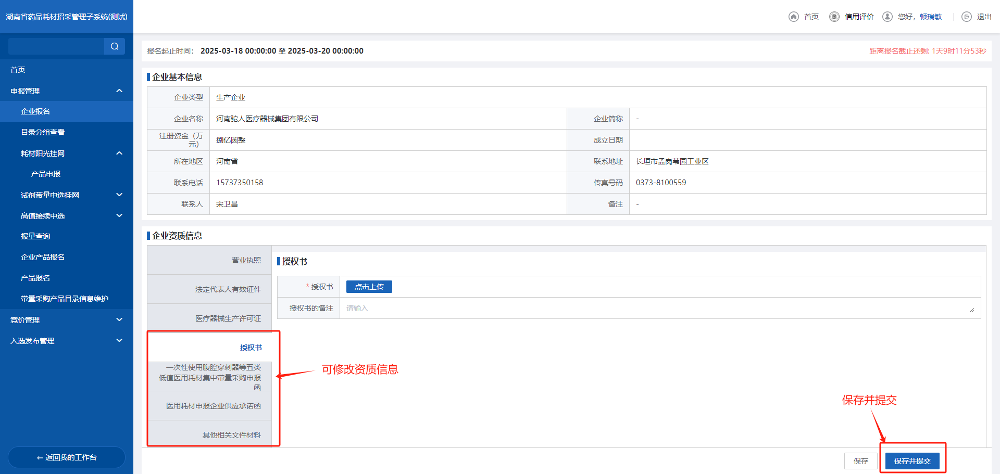 湖南省药品耗材招采管理子系统(测试)
首页
信用评价
您好，顿瑞敏
退出
首页
申报管理
企业报名
目录分组查看
耗材阳光挂网
产品申报
试剂带量中选挂网
高值接续中选
报量查询
企业产品报名
产品报名
带量采购产品目录信息维护
竞价管理
入选发布管理
←返回我的工作台
报名起止时间： 2025-03-18 00:00:00 至 2025-03-20 00:00:00
距离报名截止还剩: 1天9时11分53秒
企业基本信息
企业类型 生产企业
企业名称 河南驼人医疗器械集团有限公司 企业简称 -
注册资金（万
元） 捌亿圆整 成立日期
所在地区 河南省 联系地址 长垣市孟岗苇园工业区
联系电话 15737350158 传真号码 0373-8100559
联系人 宋卫昌 备注 -
企业资质信息
营业执照
法定代表人有效证件
医疗器械生产许可证
授权书
一次性使用腹腔穿刺器等五类
低值医用耗材集中带量采购申报
函
医用耗材申报企业供应承诺函
其他相关文件材料
授权书
* 授权书 点击上传
授权书的备注 请输入
可修改资质信息
保存并提交
保存
保存并提交